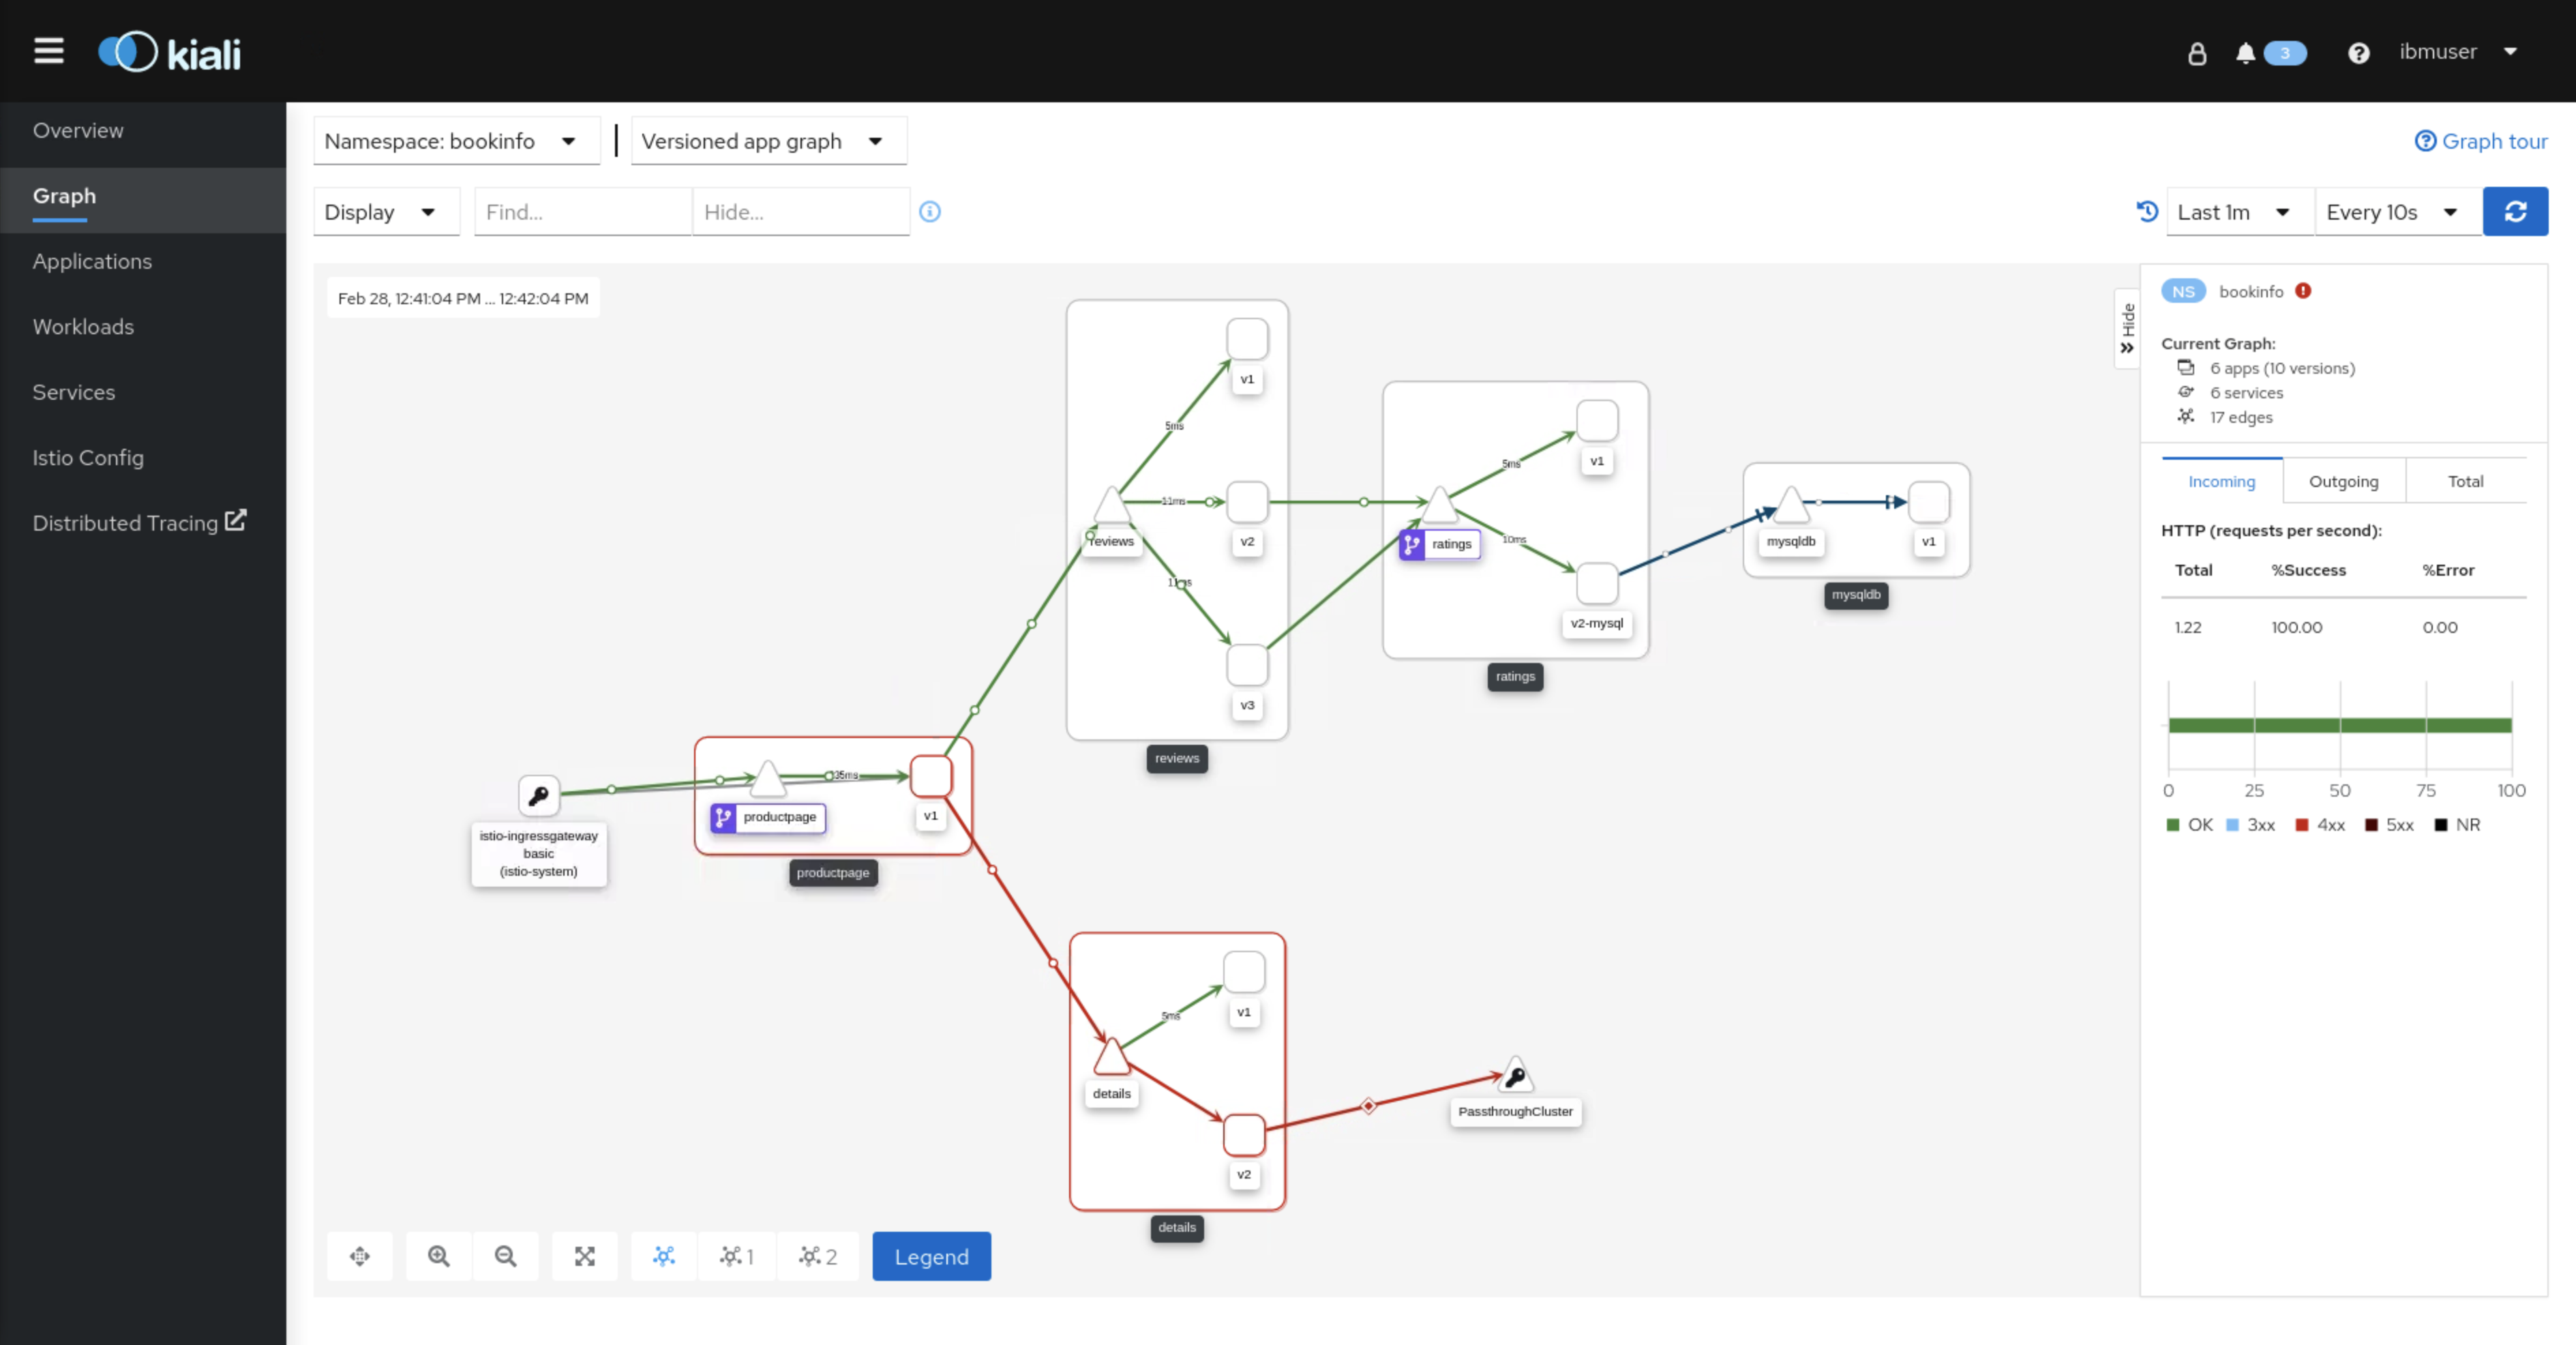 kiali
3
ibmuser
Overview
Graph
Applications
Workloads
Services
Istio Config
Distributed Tracing
Namespace: bookinfo
Versioned app graph
Graph tour
Display
Find...
Hide...
Last 1m
Every 10s
Feb 28, 12:41:04 PM ... 12:42:04 PM
Hide
v1
5ms
11ms
reviews
v2
11ms
v3
reviews
5ms
v1
ratings
10ms
v2-mysql
ratings
mysqldb
v1
mysqldb
istio-ingressgateway
basic
(istio-system)
35ms
productpage
v1
productpage
5ms
v1
details
v2
details
PassthroughCluster
1
2
Legend
NS bookinfo
Current Graph:
6 apps (10 versions)
6 services
17 edges
Incoming Outgoing Total
HTTP (requests per second):
Total %Success %Error
1.22 100.00 0.00
0 25 50 75 100
OK 3xx 4xx 5xx NR